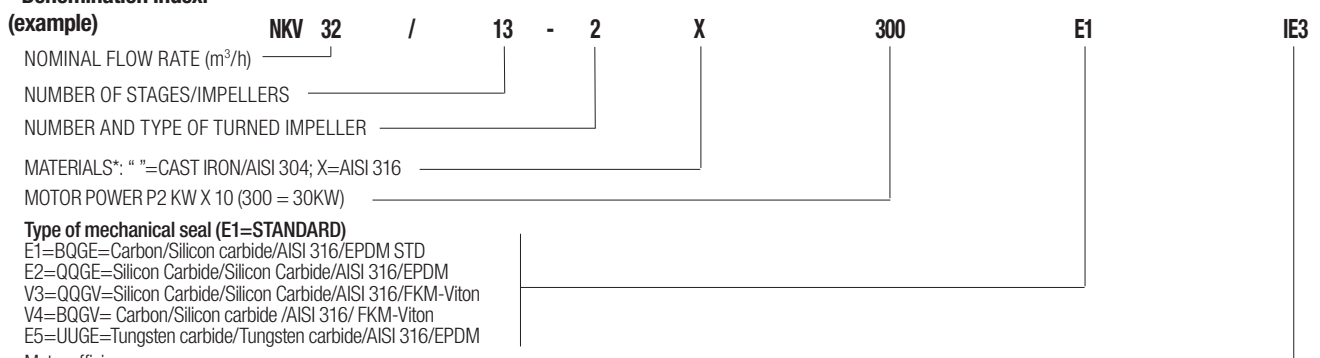 (example) NKV 32 / 13 - 2 X 300 E1 IE3
NOMINAL FLOW RATE (m³/h)
NUMBER OF STAGES/IMPELLERS
NUMBER AND TYPE OF TURNED IMPELLER
MATERIALS*: “ ”=CAST IRON/AISI 304; X=AISI 316
MOTOR POWER P2 KW X 10 (300 = 30KW)
Type of mechanical seal (E1=STANDARD)
E1=BQGE=Carbon/Silicon carbide/AISI 316/EPDM STD
E2=QQGE=Silicon Carbide/Silicon Carbide/AISI 316/EPDM
V3=QQGV=Silicon Carbide/Silicon Carbide/AISI 316/FKM-Viton
V4=BQGV= Carbon/Silicon carbide /AISI 316/ FKM-Viton
E5=UUGE=Tungsten carbide/Tungsten carbide/AISI 316/EPDM